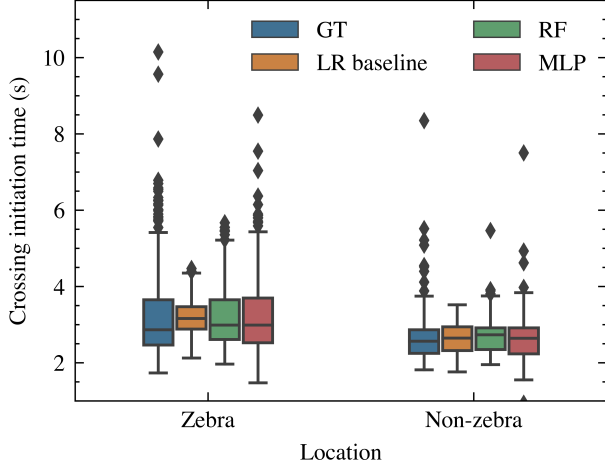 GT
LR baseline
RF
MLP
Crossing initiation time (s)
10
8
6
4
2
Zebra
Non-zebra
Location